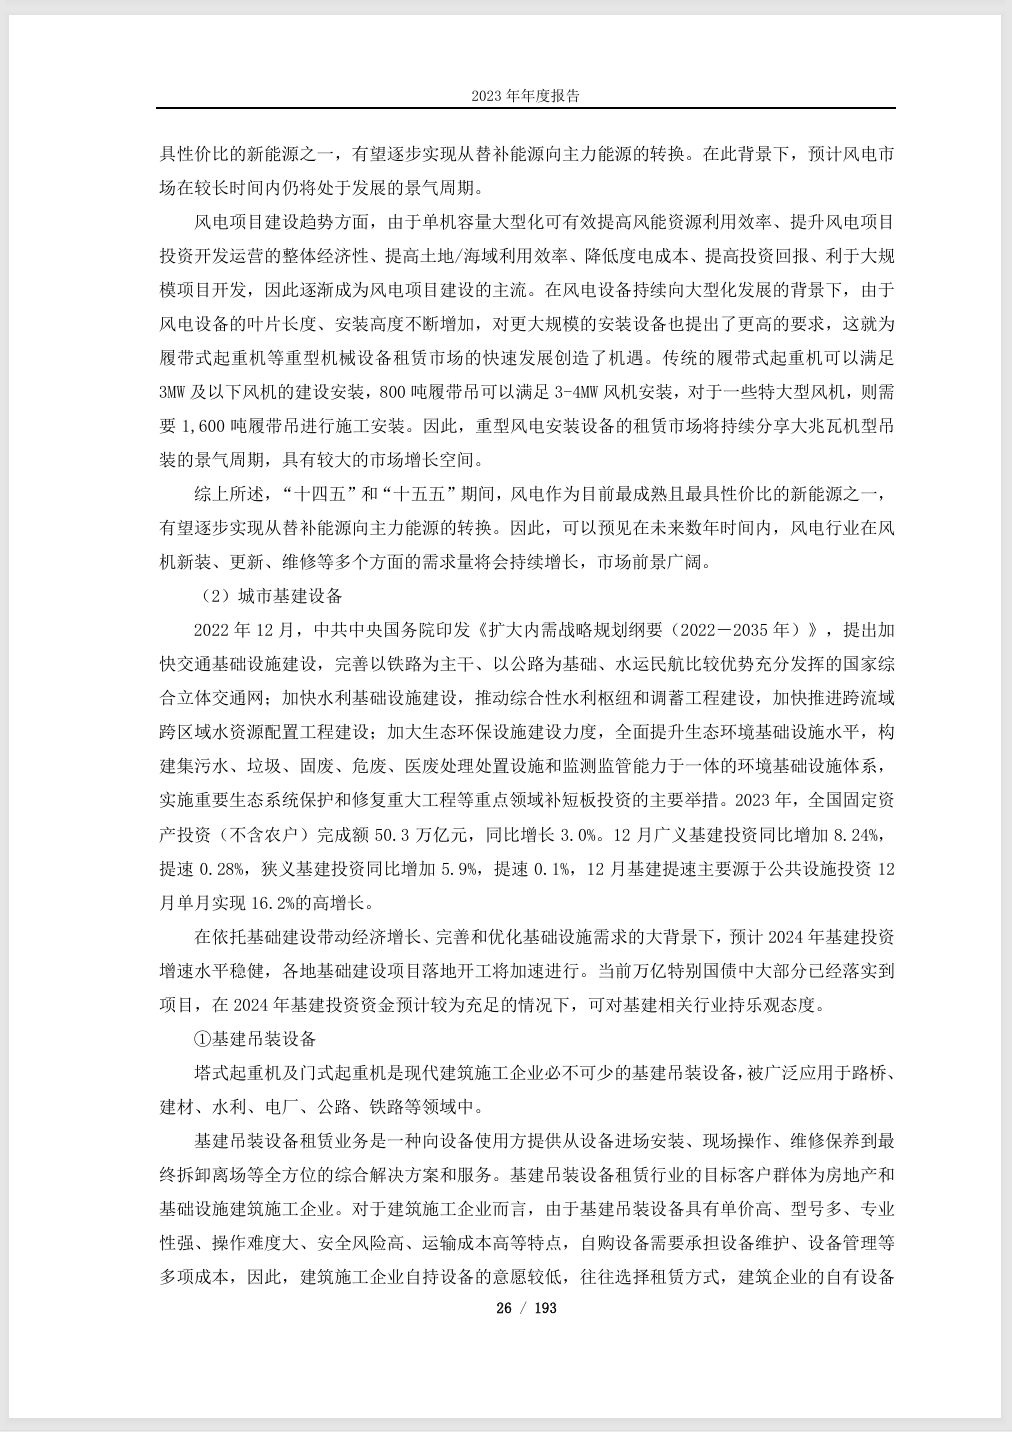 2023 年年度报告
具性价比的新能源之一，有望逐步实现从替补能源向主力能源的转换。在此背景下，预计风电市
场在较长时间内仍将处于发展的景气周期。
风电项目建设趋势方面，由于单机容量大型化可有效提高风能资源利用效率、提升风电项目
投资开发运营的整体经济性、提高土地/海域利用效率、降低度电成本、提高投资回报、利于大规
模项目开发，因此逐渐成为风电项目建设的主流。在风电设备持续向大型化发展的背景下，由于
风电设备的叶片长度、安装高度不断增加，对更大规模的安装设备也提出了更高的要求，这就为
履带式起重机等重型机械设备租赁市场的快速发展创造了机遇。传统的履带式起重机可以满足
3MW 及以下风机的建设安装，800 吨履带吊可以满足 3-4MW 风机安装，对于一些特大型风机，则需
要 1,600 吨履带吊进行施工安装。因此，重型风电安装设备的租赁市场将持续分享大兆瓦机型吊
装的景气周期，具有较大的市场增长空间。
综上所述，“十四五”和“十五五”期间，风电作为目前最成熟且最具性价比的新能源之一，
有望逐步实现从替补能源向主力能源的转换。因此，可以预见在未来数年时间内，风电行业在风
机新装、更新、维修等多个方面的需求量将会持续增长，市场前景广阔。
（2）城市基建设备
2022 年 12 月，中共中央国务院印发《扩大内需战略规划纲要（2022－2035 年）》，提出加
快交通基础设施建设，完善以铁路为主干、以公路为基础、水运民航比较优势充分发挥的国家综
合立体交通网；加快水利基础设施建设，推动综合性水利枢纽和调蓄工程建设，加快推进跨流域
跨区域水资源配置工程建设；加大生态环保设施建设力度，全面提升生态环境基础设施水平，构
建集污水、垃圾、固废、危废、医废处理处置设施和监测监管能力于一体的环境基础设施体系，
实施重要生态系统保护和修复重大工程等重点领域补短板投资的主要举措。2023 年，全国固定资
产投资（不含农户）完成额 50.3 万亿元，同比增长 3.0%。12 月广义基建投资同比增加 8.24%，
提速 0.28%，狭义基建投资同比增加 5.9%，提速 0.1%，12 月基建提速主要源于公共设施投资 12
月单月实现 16.2%的高增长。
在依托基础建设带动经济增长、完善和优化基础设施需求的大背景下，预计 2024 年基建投资
增速水平稳健，各地基础建设项目落地开工将加速进行。当前万亿特别国债中大部分已经落实到
项目，在 2024 年基建投资资金预计较为充足的情况下，可对基建相关行业持乐观态度。
①基建吊装设备
塔式起重机及门式起重机是现代建筑施工企业必不可少的基建吊装设备，被广泛应用于路桥、
建材、水利、电厂、公路、铁路等领域中。
基建吊装设备租赁业务是一种向设备使用方提供从设备进场安装、现场操作、维修保养到最
终拆卸离场等全方位的综合解决方案和服务。基建吊装设备租赁行业的目标客户群体为房地产和
基础设施建筑施工企业。对于建筑施工企业而言，由于基建吊装设备具有单价高、型号多、专业
性强、操作难度大、安全风险高、运输成本高等特点，自购设备需要承担设备维护、设备管理等
多项成本，因此，建筑施工企业自持设备的意愿较低，往往选择租赁方式，建筑企业的自有设备
26 / 193